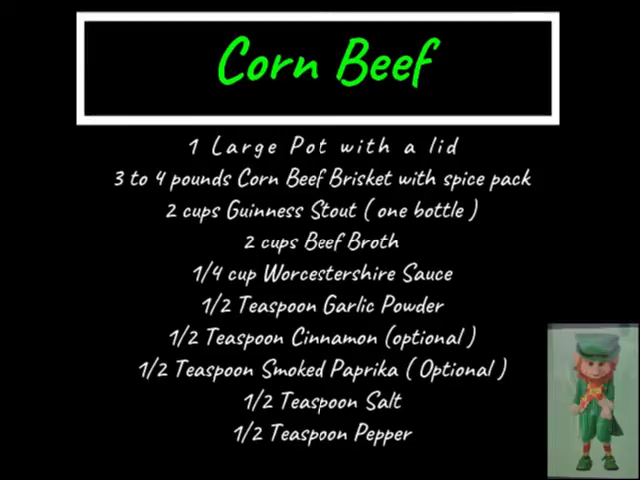 Corn Beef
1 Large Pot with a lid
3 to 4 pounds Corn Beef Brisket with spice pack
2 cups Guinness Stout ( one bottle )
2 cups Beef Broth
1/4 cup Worcestershire Sauce
1/2 Teaspoon Garlic Powder
1/2 Teaspoon Cinnamon (optional )
1/2 Teaspoon Smoked Paprika ( Optional )
1/2 Teaspoon Salt
1/2 Teaspoon Pepper